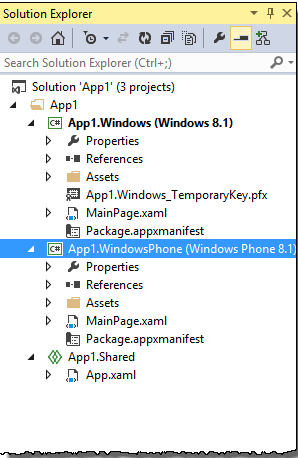 Solution Explorer
Search Solution Explorer (Ctrl+;)
Solution 'App1' (3 projects)
App1
C# App1.Windows (Windows 8.1)
Properties
References
Assets
App1.Windows_TemporaryKey.pfx
MainPage.xaml
Package.appxmanifest
C# App1.WindowsPhone (Windows Phone 8.1)
Properties
References
Assets
MainPage.xaml
Package.appxmanifest
App1.Shared
App.xaml